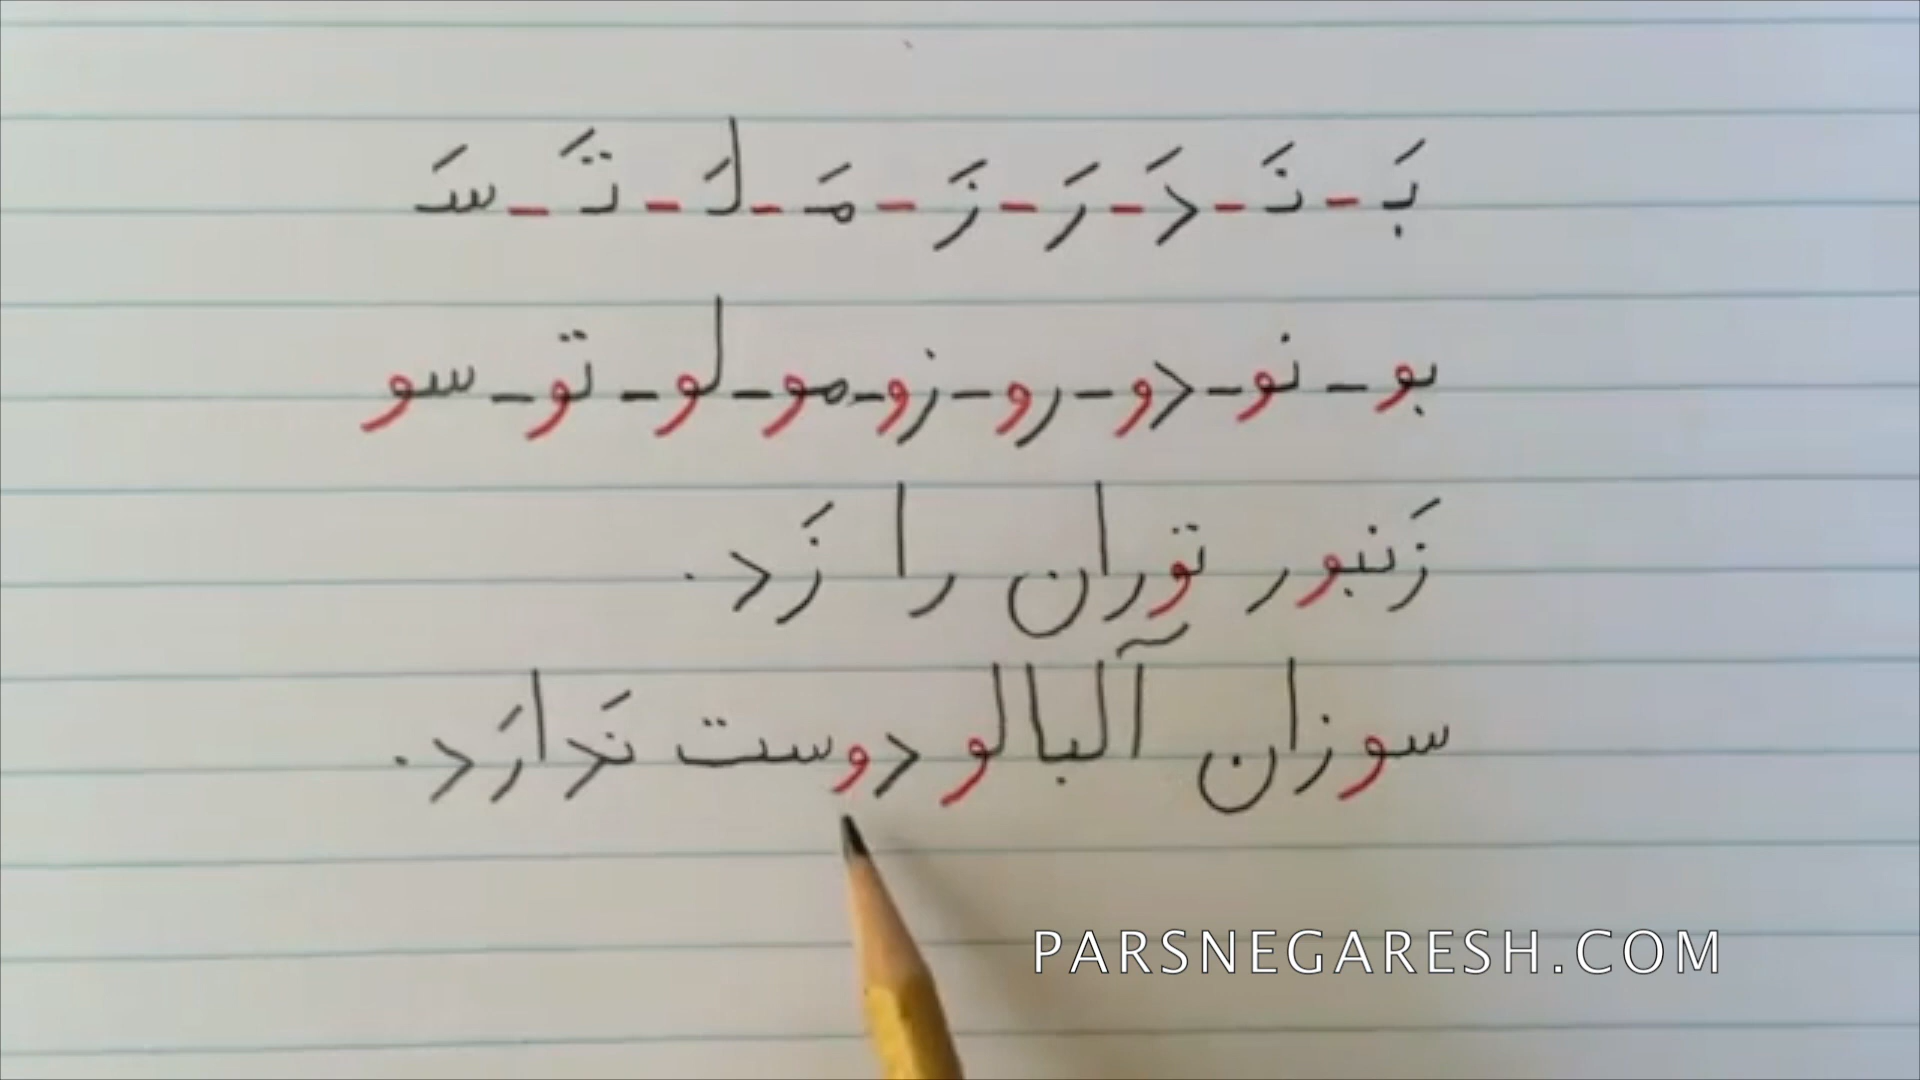 بَـ - نَـ - دَ - رَ - زَ - مَـ - لَـ - تَـ - سَـ
بو - نو - دو - رو - زو - مو - لو - تو - سو
زَنبور توران را زَد.
سوزان آلبالو دوست نَدارَد.
PARSNEGARESH.COM